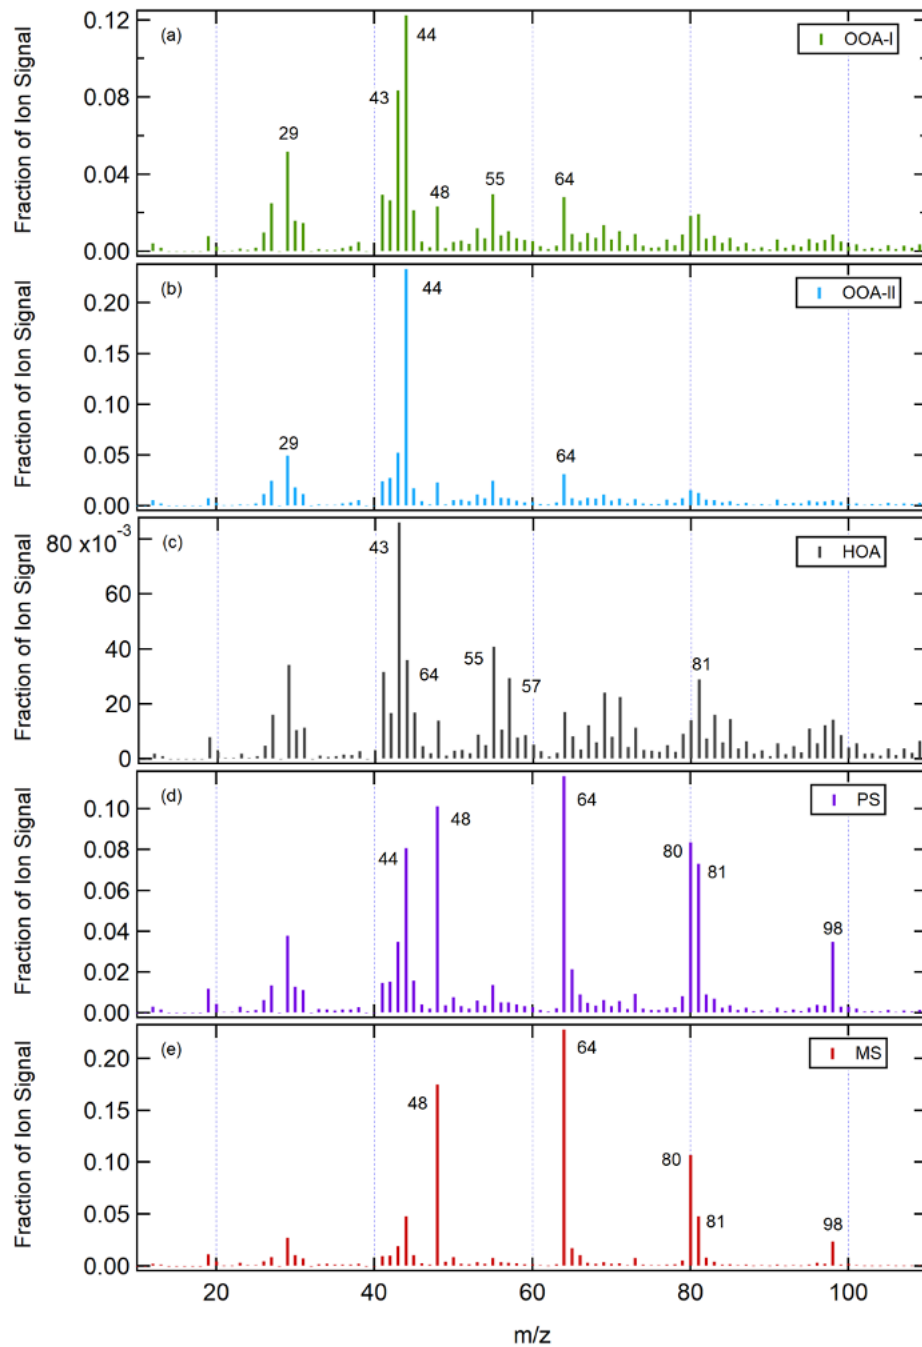 (a)
OOA-I
0.12
0.08
0.04
0.00
Fraction of Ion Signal
29
43
44
48
55
64
(b)
OOA-II
0.20
0.15
0.10
0.05
0.00
Fraction of Ion Signal
29
44
64
(c)
HOA
80 x10-3
60
40
20
0
Fraction of Ion Signal
43
64
55
57
81
(d)
PS
0.10
0.08
0.06
0.04
0.02
0.00
Fraction of Ion Signal
44
48
64
80
81
98
(e)
MS
0.20
0.15
0.10
0.05
0.00
Fraction of Ion Signal
48
64
80
81
98
20 40 60 80 100
m/z